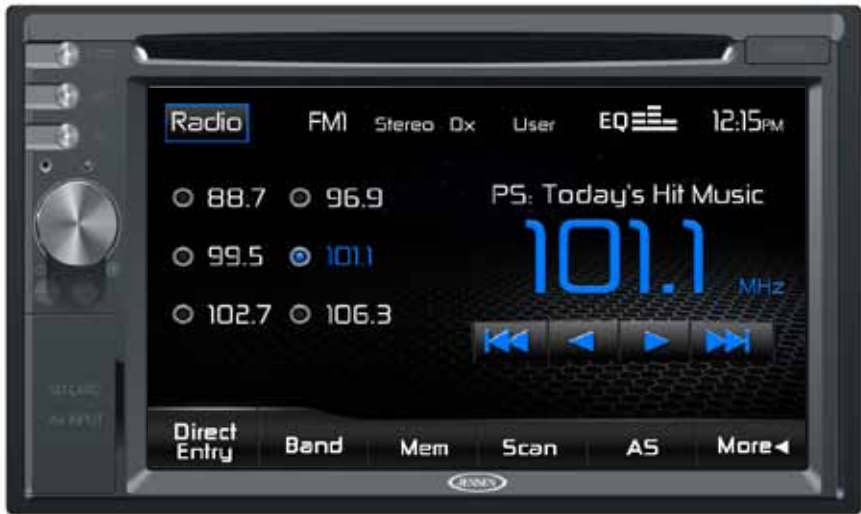 Radio FM1 Stereo Dx User EQ 12:15PM
88.7 96.9
PS: Today's Hit Music
99.5 101.1
101.1 MHz
102.7 106.3
Direct Entry Band Mem Scan AS More
JENSEN